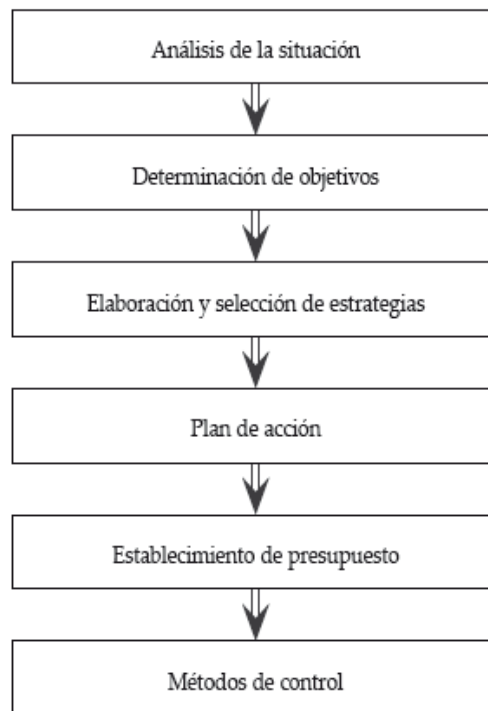 Análisis de la situación
Determinación de objetivos
Elaboración y selección de estrategias
Plan de acción
Establecimiento de presupuesto
Métodos de control